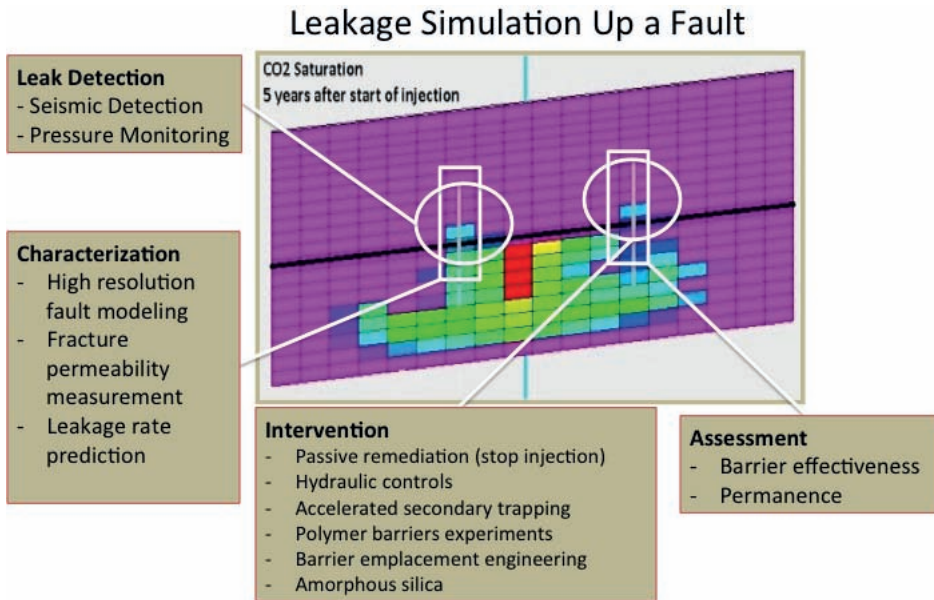 Leakage Simulation Up a Fault
CO2 Saturation
5 years after start of injection
Leak Detection
- Seismic Detection
- Pressure Monitoring
Characterization
- High resolution
fault modeling
- Fracture
permeability
measurement
- Leakage rate
prediction
Intervention
- Passive remediation (stop injection)
- Hydraulic controls
- Accelerated secondary trapping
- Polymer barriers experiments
- Barrier emplacement engineering
- Amorphous silica
Assessment
- Barrier effectiveness
- Permanence